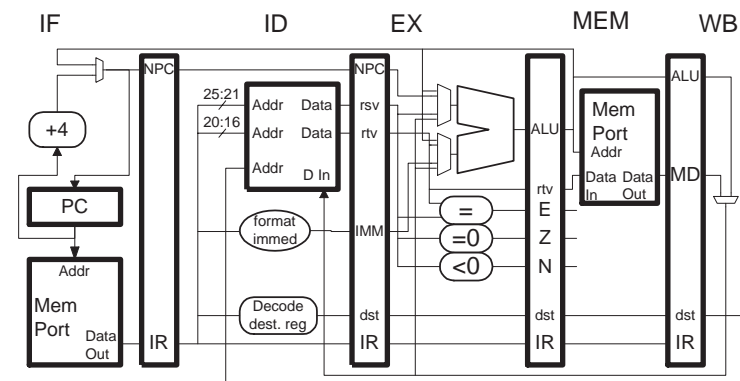 IF ID EX MEM WB
NPC
NPC
+4
PC
Addr
Mem
Port
Data
Out
IR
25:21
20:16
Addr Data
Addr Data
Addr
D In
format
immed
Decode
dest. reg
rsv
rtv
IMM
dst
IR
=
=0
<0
ALU
rtv
E
Z
N
dst
IR
Mem
Port
Addr
Data
In
Data
Out
ALU
MD
dst
IR